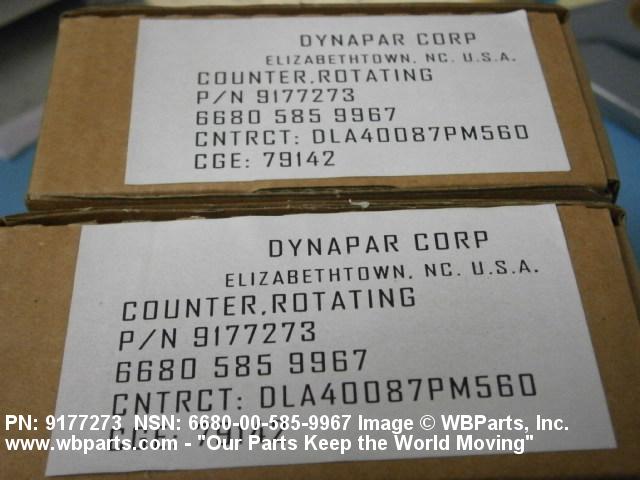 DYNAPAR CORP
ELIZABETHTOWN, NC. U.S.A.
COUNTER,ROTATING
P/N 9177273
6680 585 9967
CNTRCT: DLA40087PM560
CGE: 79142
DYNAPAR CORP
ELIZABETHTOWN, NC. U.S.A.
COUNTER,ROTATING
P/N 9177273
6680 585 9967
CNTRCT: DLA40087PM560
CGE: 79142
PN: 9177273 NSN: 6680-00-585-9967 Image © WBParts, Inc.
www.wbparts.com - "Our Parts Keep the World Moving"